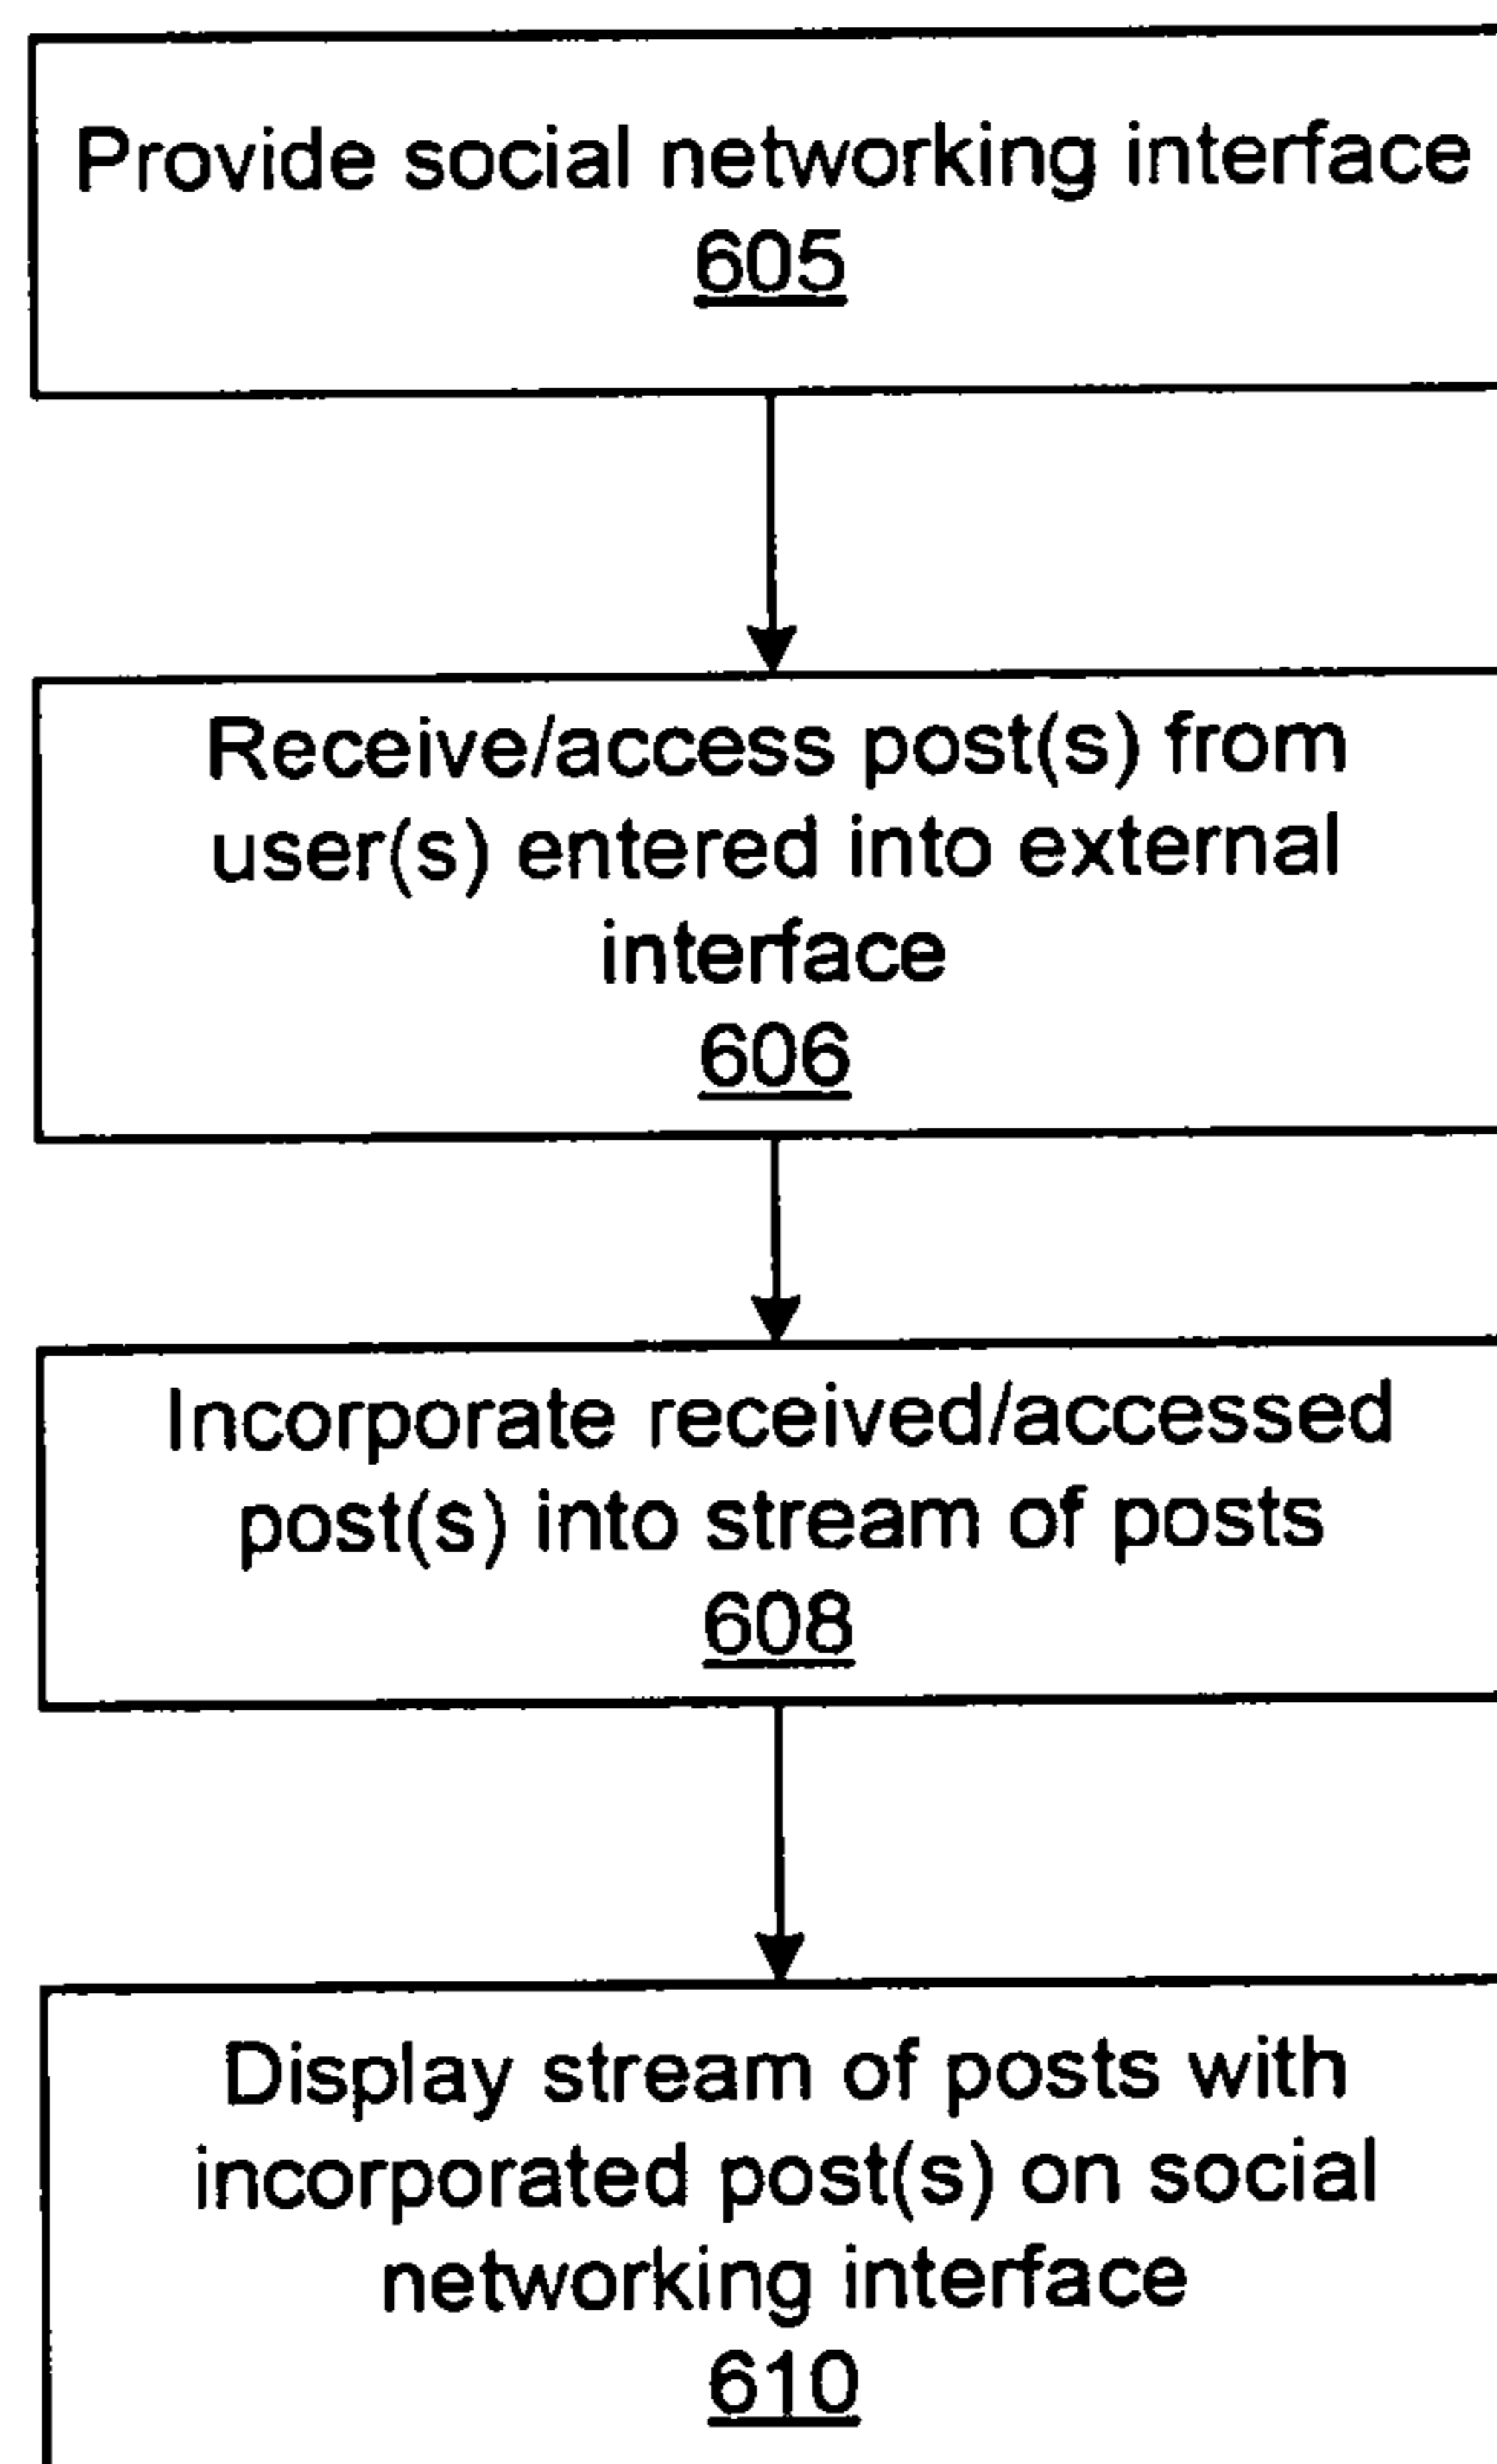 Provide social networking interface
605
Receive/access post(s) from
user(s) entered into external
interface
606
Incorporate received/accessed
post(s) into stream of posts
608
Display stream of posts with
incorporated post(s) on social
networking interface
610